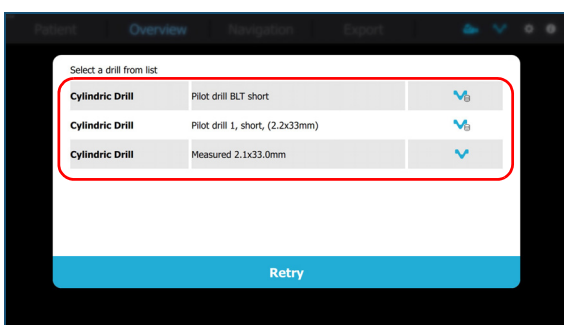 Patient Overview Navigation Export
Select a drill from list
Cylindric Drill Pilot drill BLT short
Cylindric Drill Pilot drill 1, short, (2.2x33mm)
Cylindric Drill Measured 2.1x33.0mm
Retry